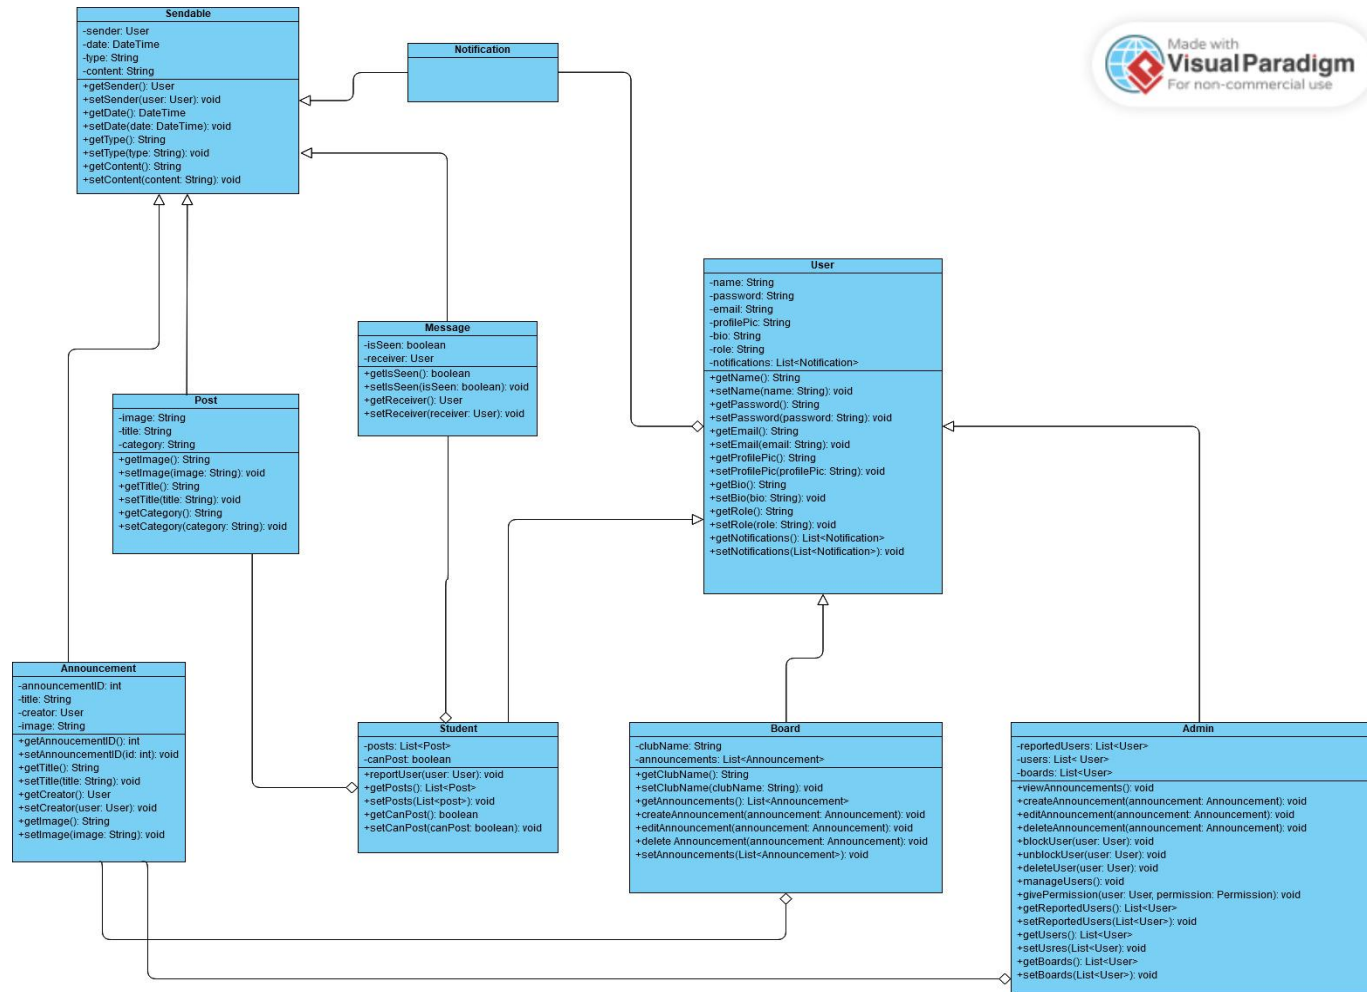 Sendable
-sender: User
-date: DateTime
-type: String
-content: String
+getSender(): User
+setSender(user: User): void
+getDate(): DateTime
+setDate(date: DateTime): void
+getType(): String
+setType(type: String): void
+getContent(): String
+setContent(content: String): void
Notification
Made with
Visual Paradigm
For non-commercial use
User
-name: String
-password: String
-email: String
-profilePic: String
-bio: String
-role: String
-notifications: List<Notification>
+getName(): String
+setName(name: String): void
+getPassword(): String
+setPassword(password: String): void
+getEmail(): String
+setEmail(email: String): void
+getProfilePic(): String
+setProfilePic(profilePic: String): void
+getBio(): String
+setBio(bio: String): void
+getRole(): String
+setRole(role: String): void
+getNotifications(): List<Notification>
+setNotifications(List<Notification>): void
Message
-isSeen: boolean
-receiver: User
+getIsSeen(): boolean
+setIsSeen(isSeen: boolean): void
+getReceiver(): User
+setReceiver(receiver: User): void
Post
-image: String
-title: String
-category: String
+getImage(): String
+setImage(image: String): void
+getTitle(): String
+setTitle(title: String): void
+getCategory(): String
+setCategory(category: String): void
Announcement
-announcementID: int
-title: String
-creator: User
-image: String
+getAnnoucementID(): int
+setAnnouncementID(id: int): void
+getTitle(): String
+setTitle(title: String): void
+getCreator(): User
+setCreator(user: User): void
+getImage(): String
+setImage(image: String): void
Student
-posts: List<Post>
-canPost: boolean
+reportUser(user: User): void
+getPosts(): List<Post>
+setPosts(List<post>): void
+getCanPost(): boolean
+setCanPost(canPost: boolean): void
Board
-clubName: String
-announcements: List<Announcement>
+getClubName(): String
+setClubName(clubName: String): void
+getAnnouncements(): List<Announcement>
+createAnnouncement(announcement: Announcement): void
+editAnnouncement(announcement: Announcement): void
+delete Announcement(announcement: Announcement): void
+setAnnouncements(List<Announcement>): void
Admin
-reportedUsers: List<User>
-users: List< User>
-boards: List<User>
+viewAnnouncements(): void
+createAnnouncement(announcement: Announcement): void
+editAnnouncement(announcement: Announcement): void
+deleteAnnouncement(announcement: Announcement): void
+blockUser(user: User): void
+unblockUser(user: User): void
+deleteUser(user: User): void
+manageUsers(): void
+givePermission(user: User, permission: Permission): void
+getReportedUsers(): List<User>
+setReportedUsers(List<User>): void
+getUsers(): List<User>
+setUsres(List<User): void
+getBoards(): List<User>
+setBoards(List<User>): void